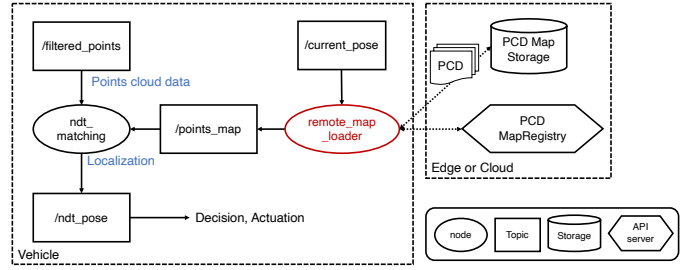 /filtered_points
/current_pose
PCD
PCD Map
Storage
Points cloud data
ndt_
matching
/points_map
remote_map
_loader
PCD
MapRegistry
Localization
Edge or Cloud
/ndt_pose
Decision, Actuation
node
Topic
Storage
API
server
Vehicle